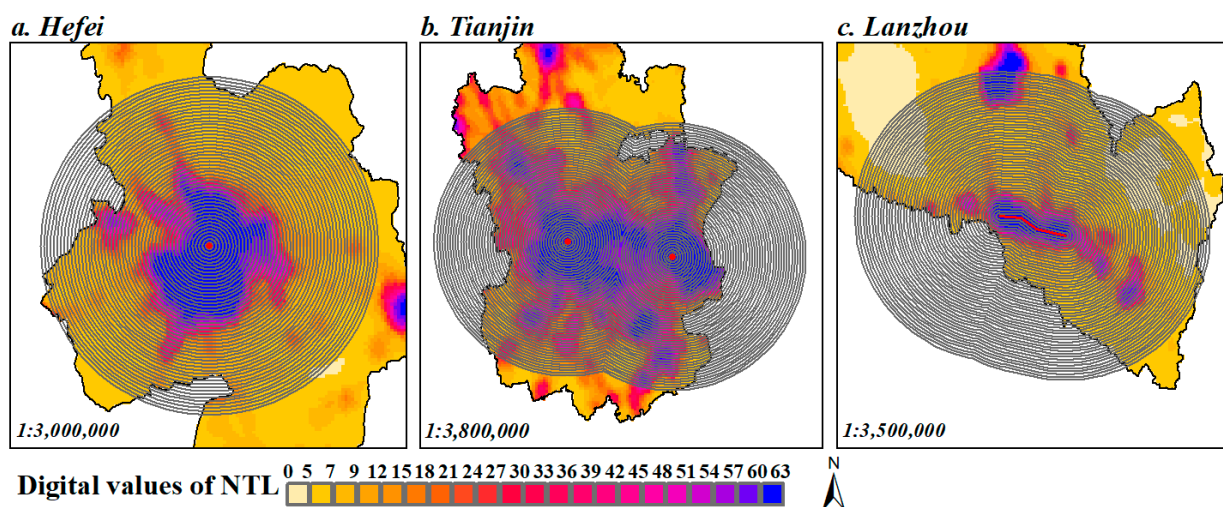 a. Hefei
b. Tianjin
c. Lanzhou
1:3,000,000
1:3,800,000
1:3,500,000
Digital values of NTL
0 5 7 9 12 15 18 21 24 27 30 33 36 39 42 45 48 51 54 57 60 63
N